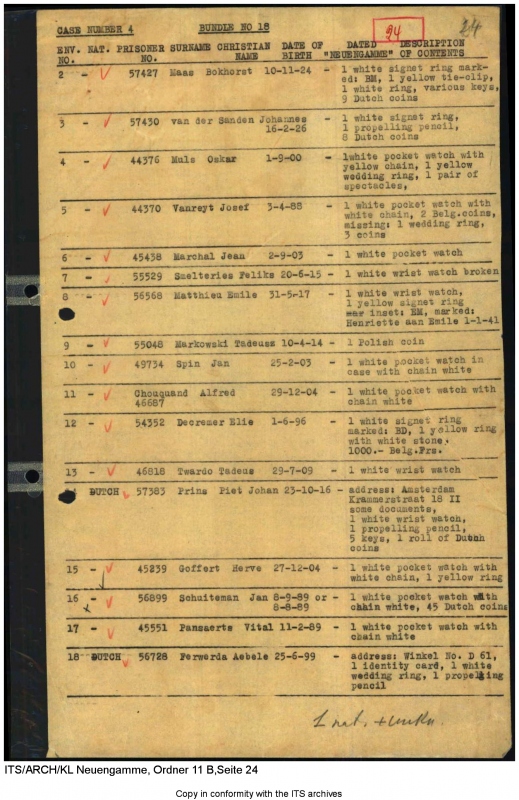 24
24
CASE NUMBER 4 BUNDLE NO 18
ENV. NAT. PRISONER SURNAME CHRISTIAN DATE OF DATED DESCRIPTION
NO. NO. NAME BIRTH "NEUENGAMME" OF CONTENTS
2 - 57427 Maas Bokhorst 10-11-24 - 1 white signet ring mark-
ed: BM, 1 yellow tie-clip,
1 white ring, various keys,
9 Dutch coins
3 - 57430 van der Sanden Johannes - 1 white signet ring,
16-2-26 1 propelling pencil,
8 Dutch coins
4 - 44376 Muls Oskar 1-9-00 - 1white pocket watch with
yellow chain, 1 yellow
wedding ring, 1 pair of
spectacles,
5 - 44370 Vanreyt Josef 3-4-88 - 1 white pocket watch with
white chain, 2 Belg.coins,
missing: 1 wedding ring,
3 coins
6 - 45438 Marchal Jean 2-9-03 - 1 white pocket watch
7 - 55529 Smelteries Feliks 20-6-15 - 1 white wrist watch broken
8 - 56568 Matthieu Emile 31-5-17 - 1 white wrist watch,
1 yellow signet ring
inset: EM, marked:
Henriette aan Emile 1-1-41
9 - 55048 Markowski Tadeusz 10-4-14 - 1 Polish coin
10 - 49734 Spin Jan 25-2-03 - 1 white pocket watch in
case with chain white
11 - Chouquand Alfred 29-12-04 - 1 white pocket watch with
46687 chain white
12 - 54352 Decremer Elie 1-6-96 - 1 white signet ring
marked: BD, 1 yellow ring
with white stone,
1000.- Belg.Frs.
13 - 46818 Twardo Tadeus 29-7-09 - 1 white wrist watch
DUTCH 57383 Prins Piet Johan 23-10-16 - address: Amsterdam
Krammerstraat 18 II
some documents,
1 white wrist watch,
1 propelling pencil,
5 keys, 1 roll of Dutch
coins
15 - 45239 Goffert Herve 27-12-04 - 1 white pocket watch with
white chain, 1 yellow ring
16 - 56899 Schuiteman Jan 8-9-89 or - 1 white pocket watch with
8-8-89 chain white, 45 Dutch coins
17 - 45551 Pansaerts Vital 11-2-89 - 1 white pocket watch with
chain white
18 DUTCH 56728 Ferwerda Aebele 25-6-99 - address: Winkel No. D 61,
1 identity card, 1 white
wedding ring, 1 propelling
pencil
ITS/ARCH/KL Neuengamme, Ordner 11 B,Seite 24
Copy in conformity with the ITS archives